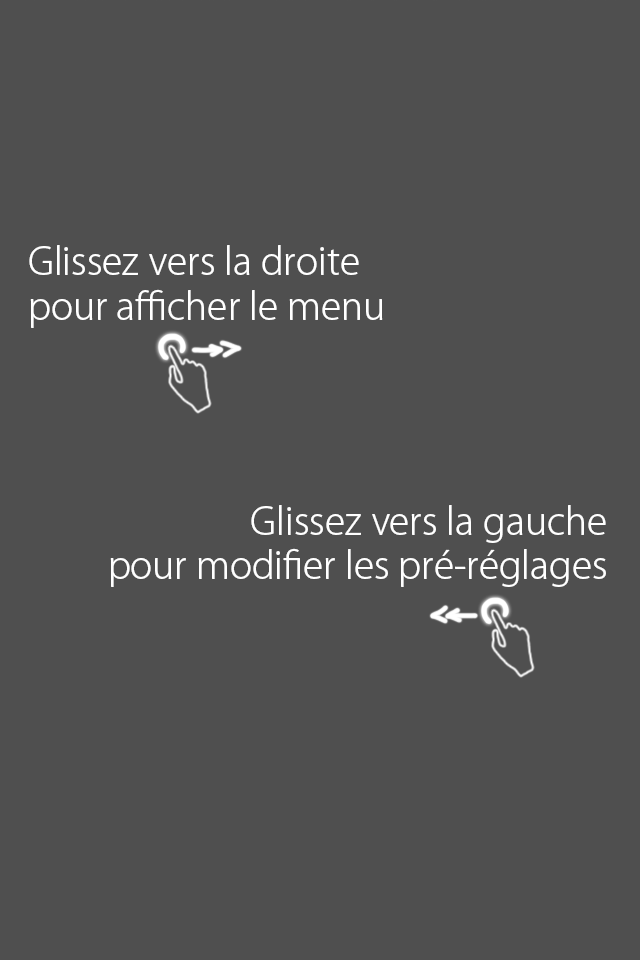 Glissez vers la droite
pour afficher le menu
Glissez vers la gauche
pour modifier les pré-réglages